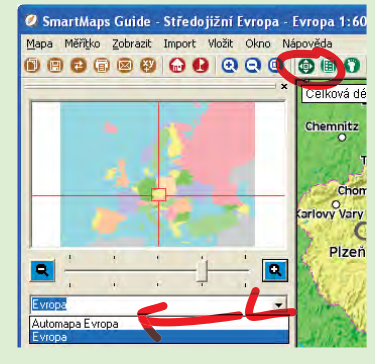 SmartMaps Guide - Středojižní Evropa - Evropa 1:60
Mapa Měřítko Zobrazit Import Vložit Okno Nápověda
Celková dé
Chemnitz
Chom
Karlovy Vary
Plzeň
Evropa
Automapa Evropa
Evropa